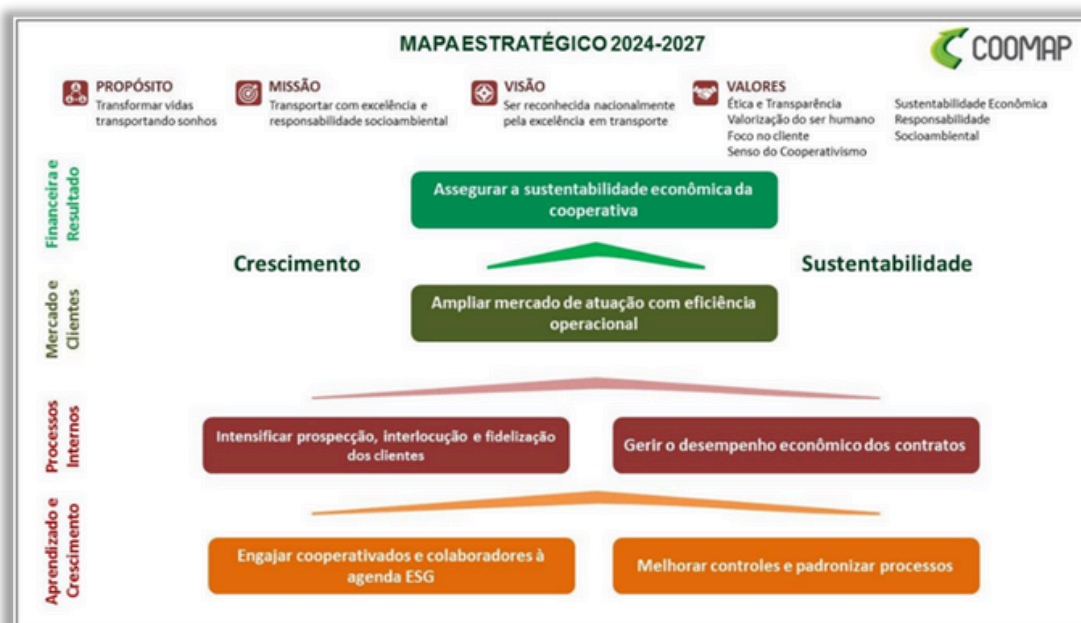 MAPA ESTRATÉGICO 2024-2027
COOMAP
PROPÓSITO
Transformar vidas
transportando sonhos
MISSÃO
Transportar com excelência e
responsabilidade socioambiental
VISÃO
Ser reconhecida nacionalmente
pela excelência em transporte
VALORES
Ética e Transparência
Valorização do ser humano
Foco no cliente
Senso do Cooperativismo
Sustentabilidade Econômica
Responsabilidade
Socioambiental
Financeira e
Resultado
Assegurar a sustentabilidade econômica da
cooperativa
Crescimento
Sustentabilidade
Mercado e
Clientes
Ampliar mercado de atuação com eficiência
operacional
Processos
Internos
Intensificar prospecção, interlocução e fidelização
dos clientes
Gerir o desempenho econômico dos contratos
Aprendizado e
Crescimento
Engajar cooperativados e colaboradores à
agenda ESG
Melhorar controles e padronizar processos